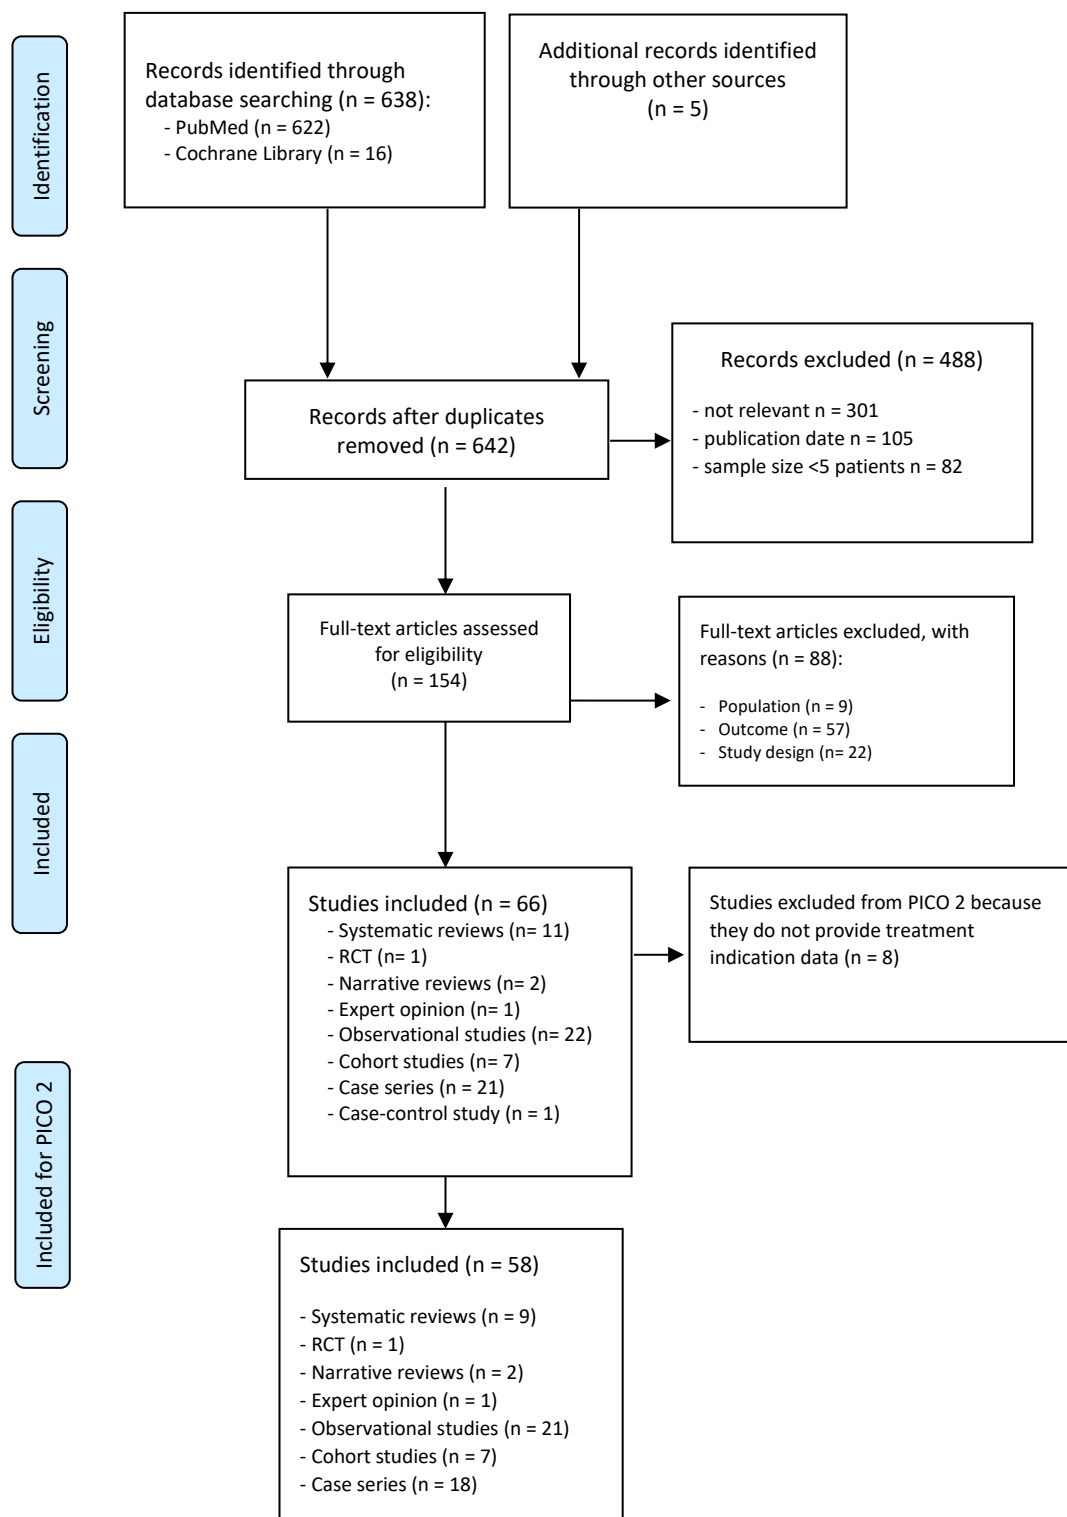 Identification
Records identified through
database searching (n = 638):
- PubMed (n = 622)
- Cochrane Library (n = 16)
Additional records identified
through other sources
(n = 5)
Screening
Records after duplicates
removed (n = 642)
Records excluded (n = 488)
- not relevant n = 301
- publication date n = 105
- sample size <5 patients n = 82
Eligibility
Full-text articles assessed
for eligibility
(n = 154)
Full-text articles excluded, with
reasons (n = 88):
- Population (n = 9)
- Outcome (n = 57)
- Study design (n= 22)
Included
Studies included (n = 66)
- Systematic reviews (n= 11)
- RCT (n= 1)
- Narrative reviews (n= 2)
- Expert opinion (n= 1)
- Observational studies (n= 22)
- Cohort studies (n= 7)
- Case series (n = 21)
- Case-control study (n = 1)
Studies excluded from PICO 2 because
they do not provide treatment
indication data (n = 8)
Included for PICO 2
Studies included (n = 58)
- Systematic reviews (n = 9)
- RCT (n = 1)
- Narrative reviews (n = 2)
- Expert opinion (n = 1)
- Observational studies (n = 21)
- Cohort studies (n = 7)
- Case series (n = 18)